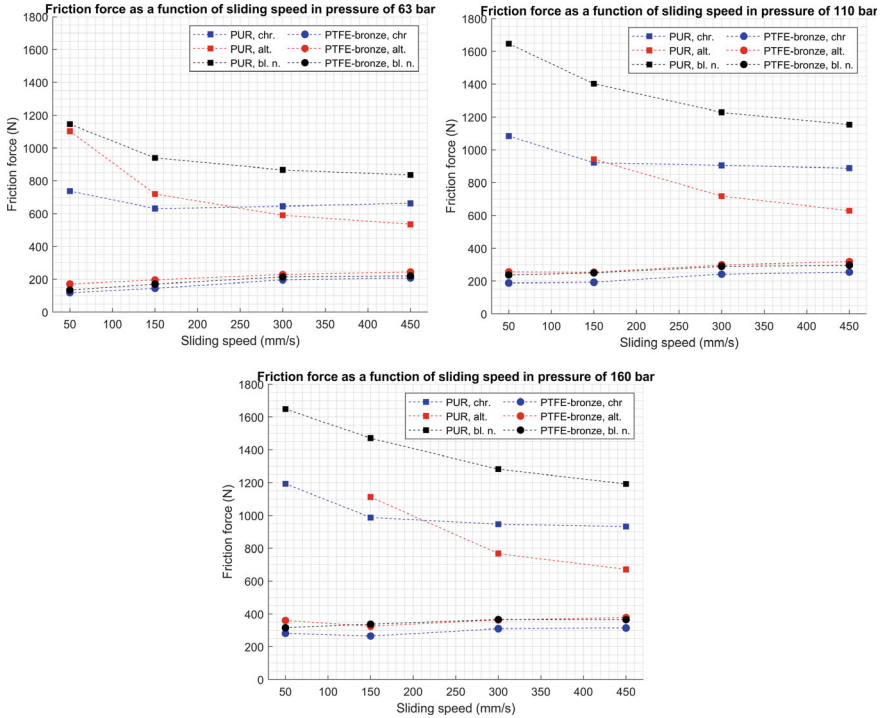 Friction force as a function of sliding speed in pressure of 63 bar
1800
1600
1400
1200
1000
800
600
400
200
0
Friction force (N)
PUR, chr. PTFE-bronze, chr
PUR, alt. PTFE-bronze, alt.
PUR, bl. n. PTFE-bronze, bl. n.
50 100 150 200 250 300 350 400 450
Sliding speed (mm/s)
Friction force as a function of sliding speed in pressure of 110 bar
1800
1600
1400
1200
1000
800
600
400
200
0
Friction force (N)
PUR, chr. PTFE-bronze, chr
PUR, alt. PTFE-bronze, alt.
PUR, bl. n. PTFE-bronze, bl. n.
50 100 150 200 250 300 350 400 450
Sliding speed (mm/s)
Friction force as a function of sliding speed in pressure of 160 bar
1800
1600
1400
1200
1000
800
600
400
200
0
Friction force (N)
PUR, chr. PTFE-bronze, chr
PUR, alt. PTFE-bronze, alt.
PUR, bl. n. PTFE-bronze, bl. n.
50 100 150 200 250 300 350 400 450
Sliding speed (mm/s)